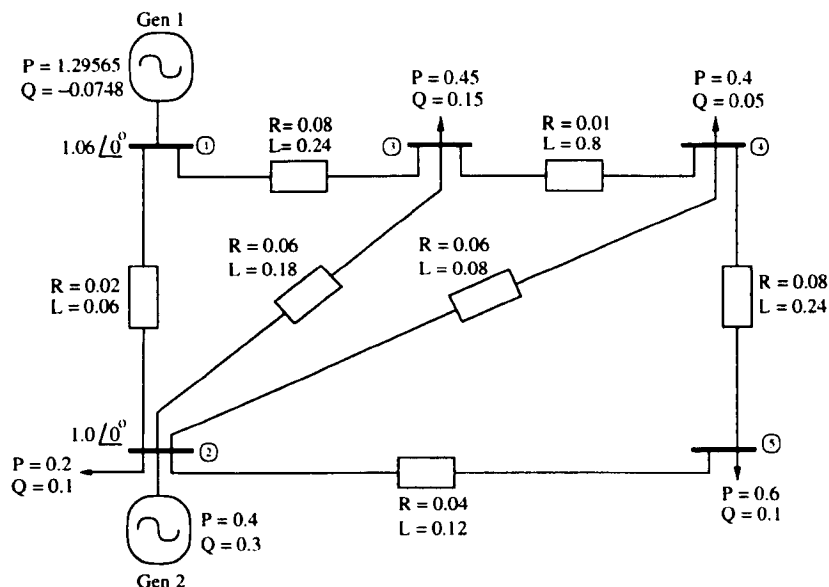 Gen 1
P = 1.29565
Q = −0.0748
1.06 /0°
1
R= 0.08
L= 0.24
P = 0.45
Q = 0.15
3
R = 0.01
L = 0.8
P = 0.4
Q = 0.05
4
R = 0.02
L = 0.06
R = 0.06
L = 0.18
R = 0.06
L = 0.08
R = 0.08
L = 0.24
1.0 /0°
2
P = 0.2
Q = 0.1
R = 0.04
L = 0.12
5
P = 0.6
Q = 0.1
P = 0.4
Q = 0.3
Gen 2